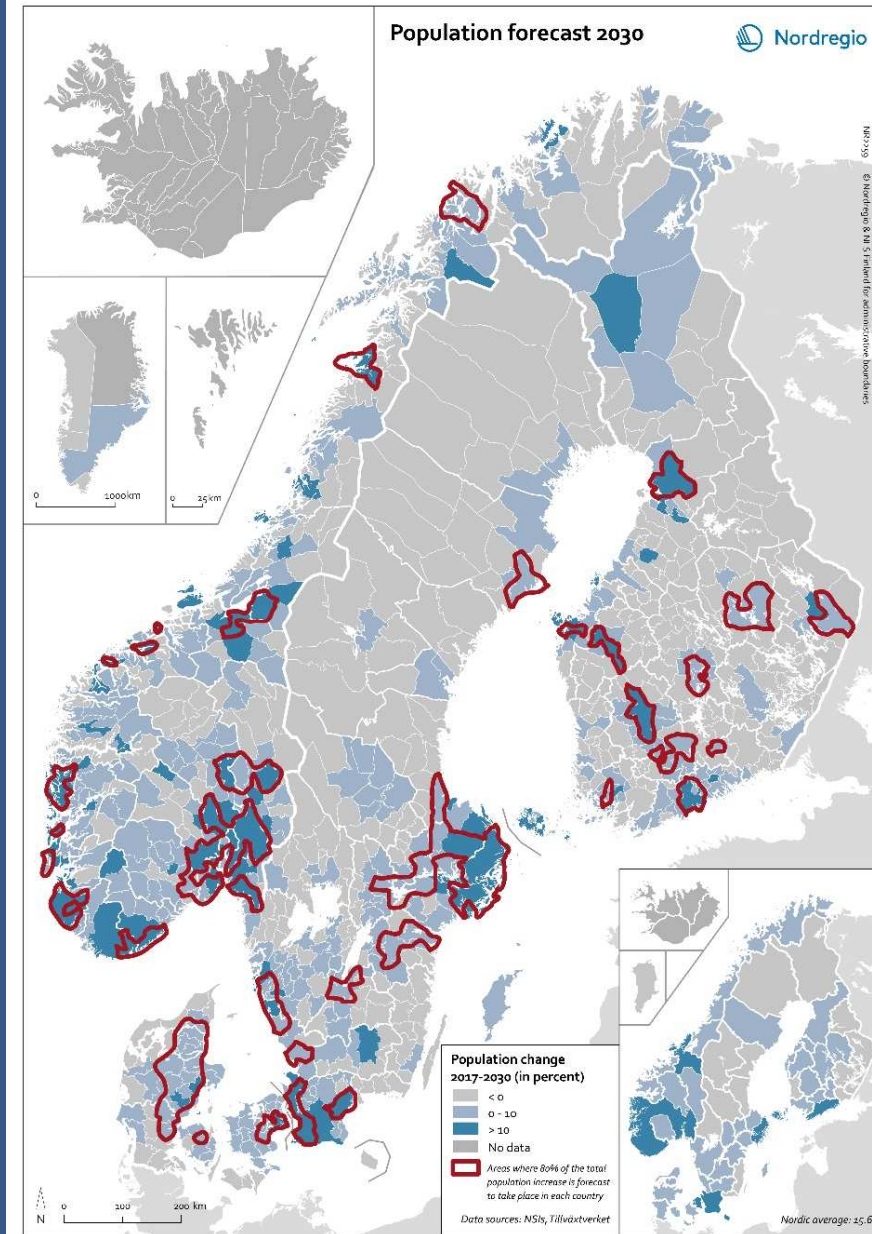 Population forecast 2030
Nordregio
© Nordregio & NLS Finland for administrative boundaries
0 1000km
0 25km
Population change
2017-2030 (in percent)
< 0
0 - 10
> 10
No data
Areas where 80% of the total
population increase is forecast
to take place in each country
Data sources: NSIs, Tillväxtverket
N
0 100 200 km
Nordic average: 15.6